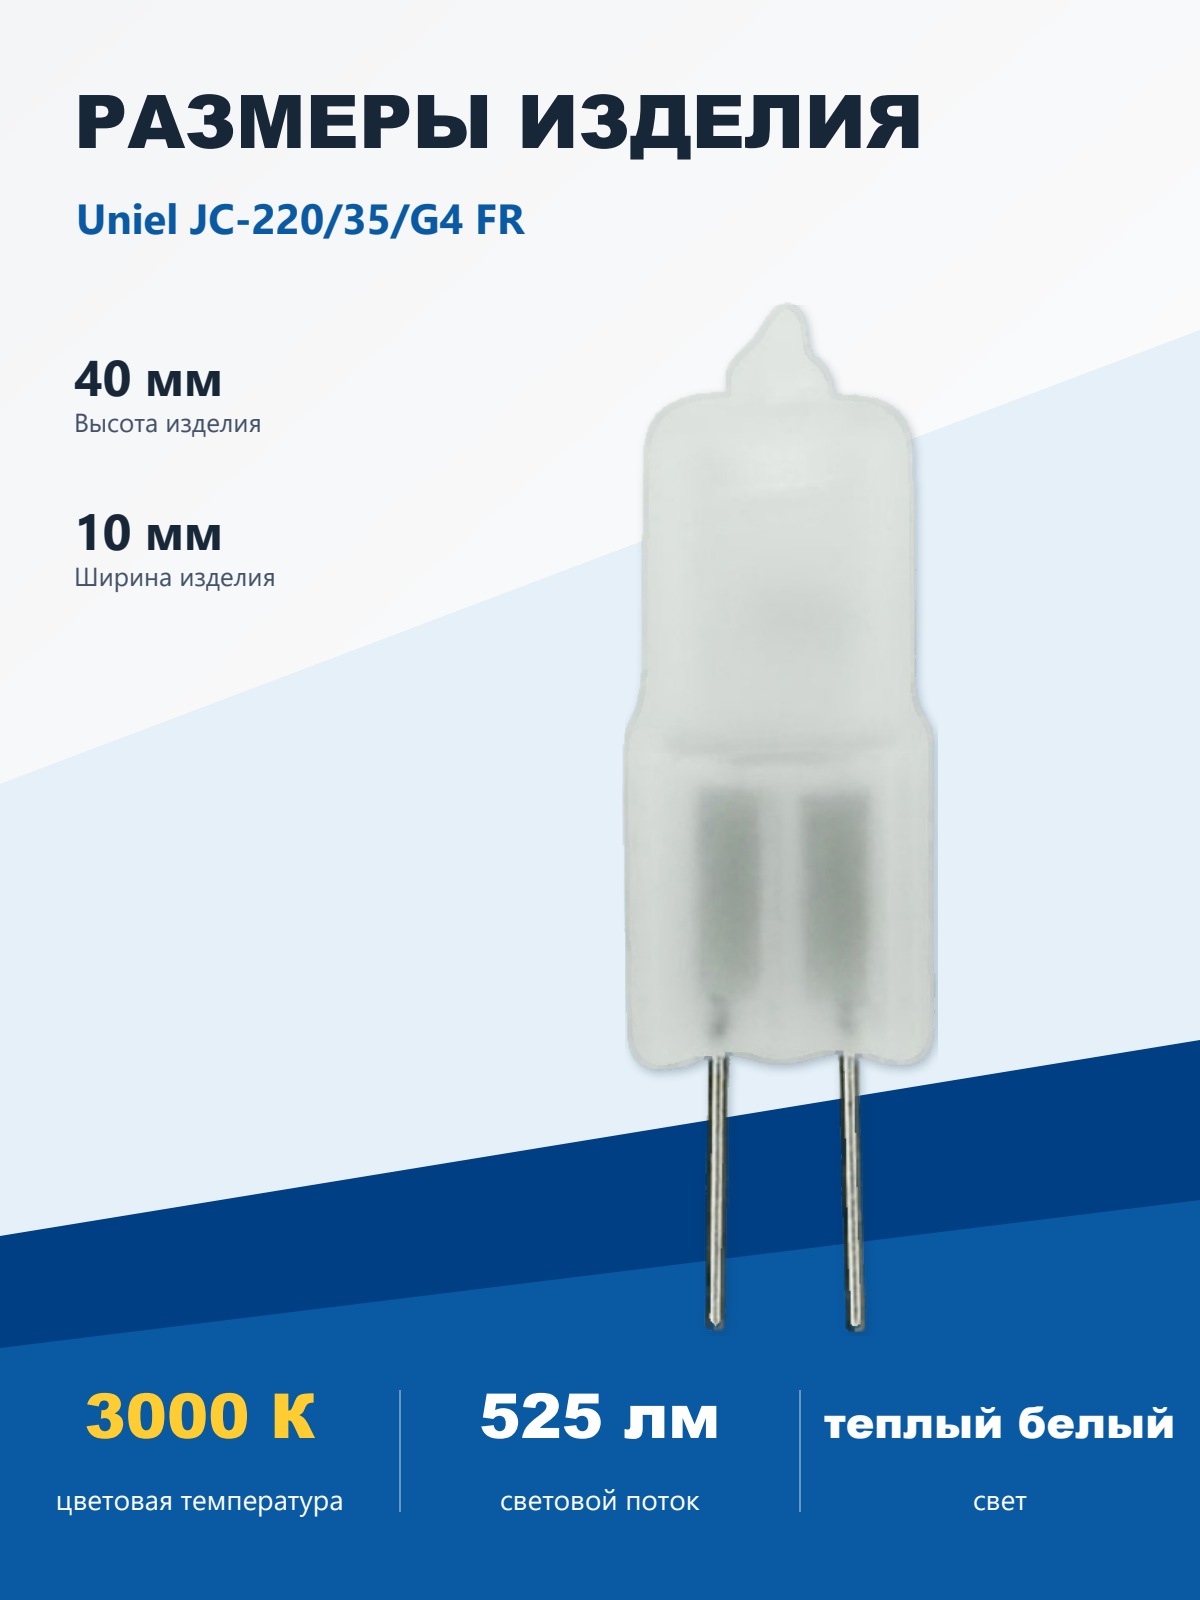 РАЗМЕРЫ ИЗДЕЛИЯ
Uniel JC-220/35/G4 FR
40 мм
Высота изделия
10 мм
Ширина изделия
3000 К
цветовая температура
525 лм
световой поток
теплый белый
свет